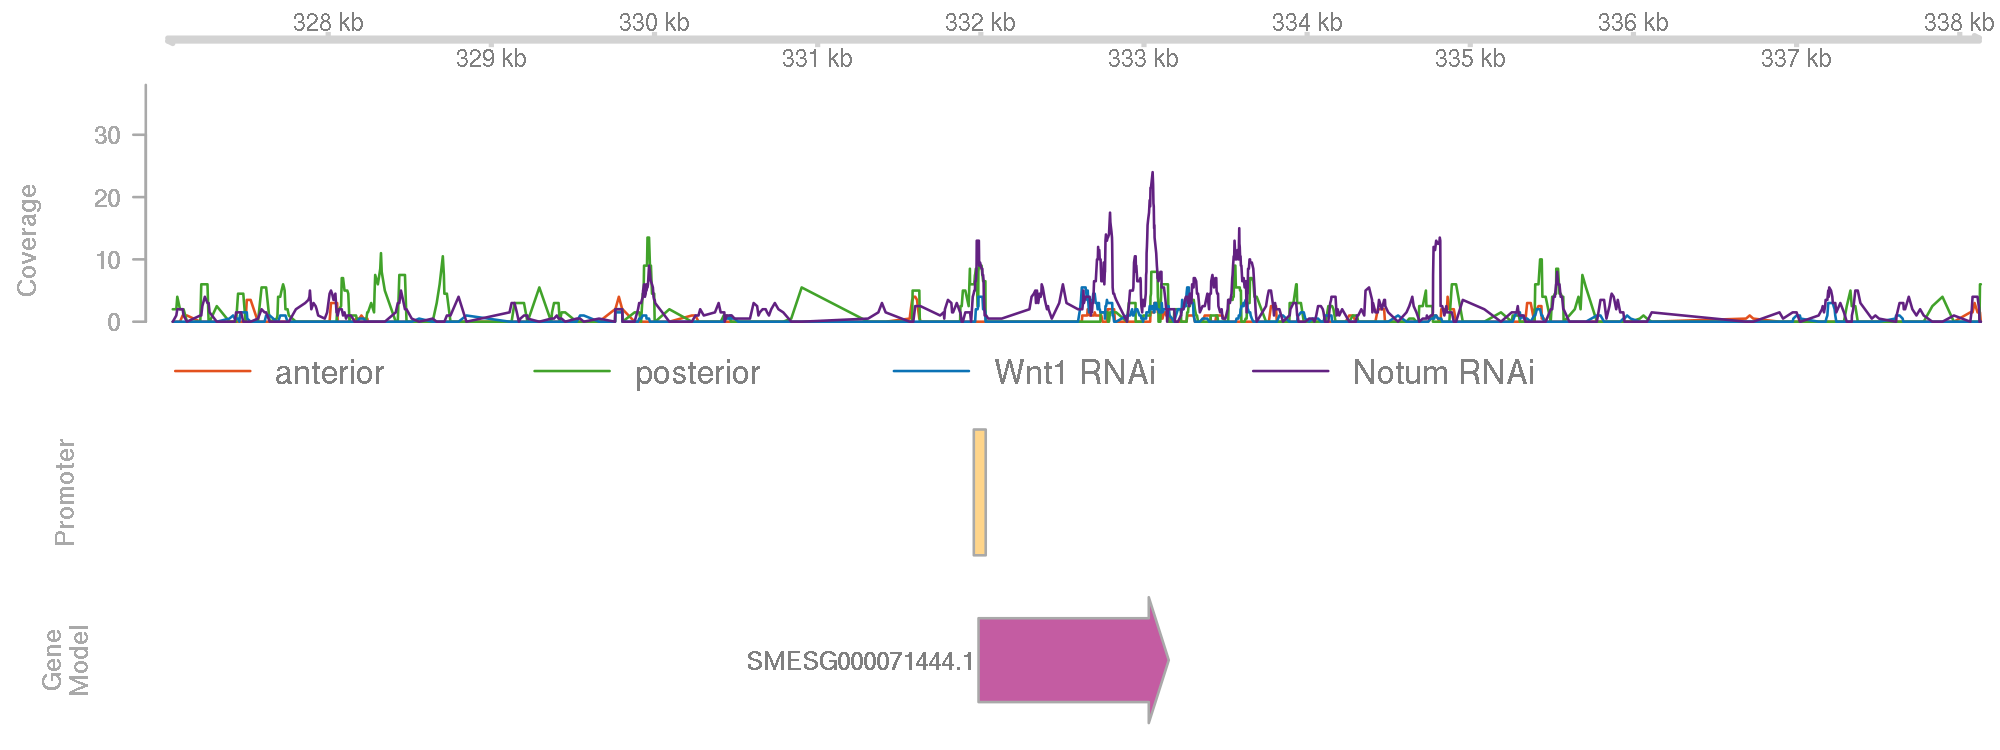 328 kb 330 kb 332 kb 334 kb 336 kb 338 kb
329 kb 331 kb 333 kb 335 kb 337 kb
Coverage
30
20
10
0
anterior posterior Wnt1 RNAi Notum RNAi
Promoter
0
Gene
Model
SMESG000071444.1